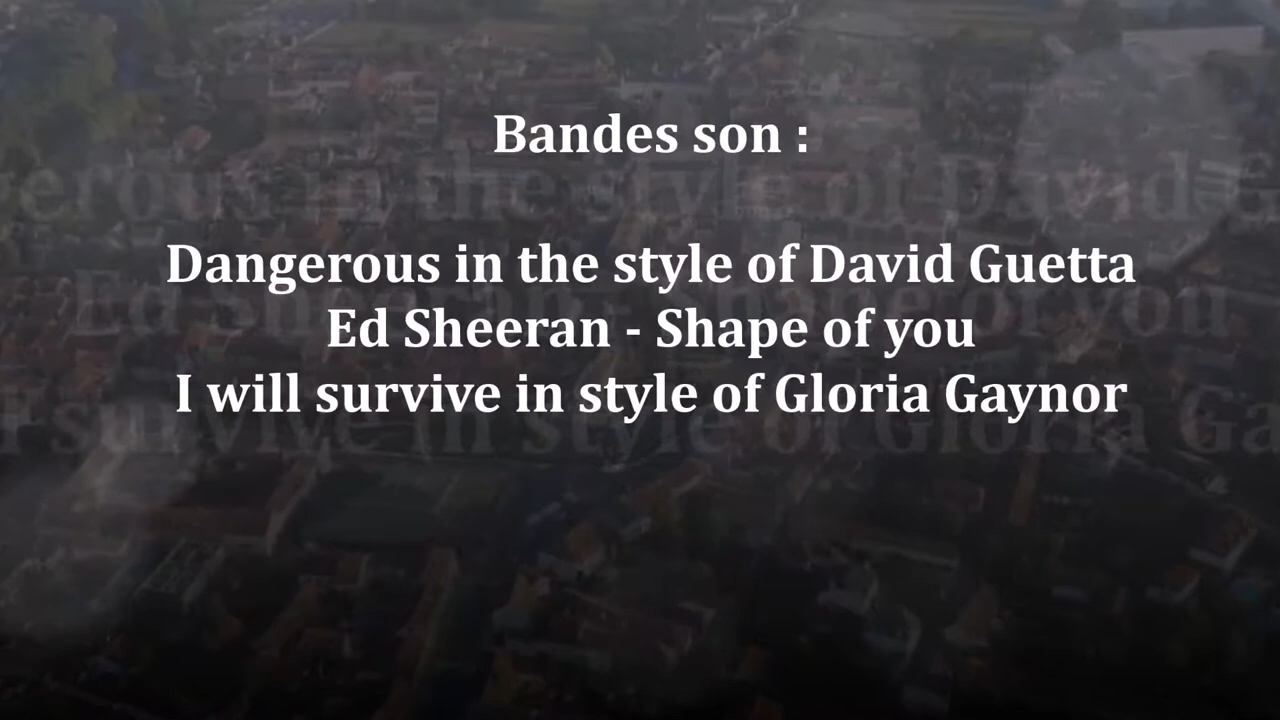 Bandes son :
Dangerous in the style of David Guetta
Ed Sheeran - Shape of you
I will survive in style of Gloria Gaynor